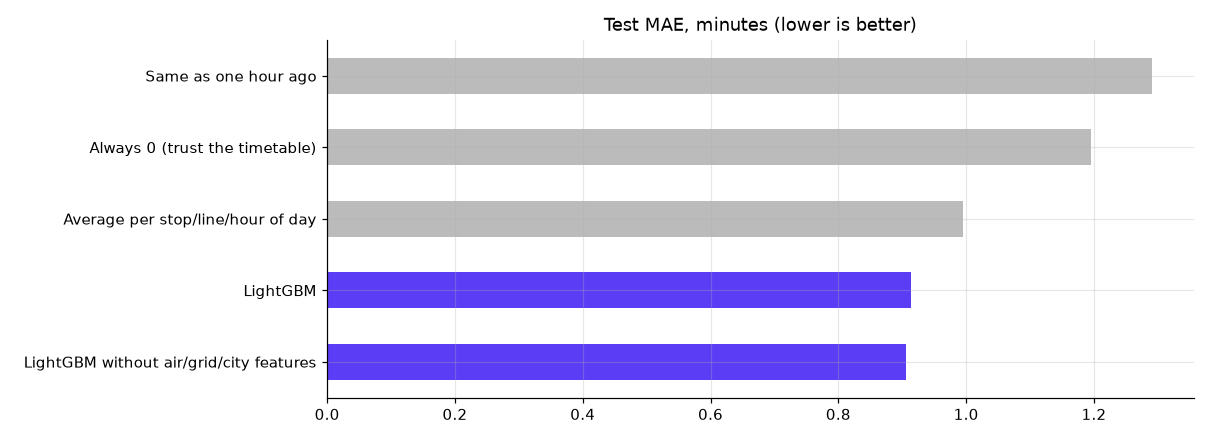 Test MAE, minutes (lower is better)
Same as one hour ago
Always 0 (trust the timetable)
Average per stop/line/hour of day
LightGBM
LightGBM without air/grid/city features
0.0 0.2 0.4 0.6 0.8 1.0 1.2